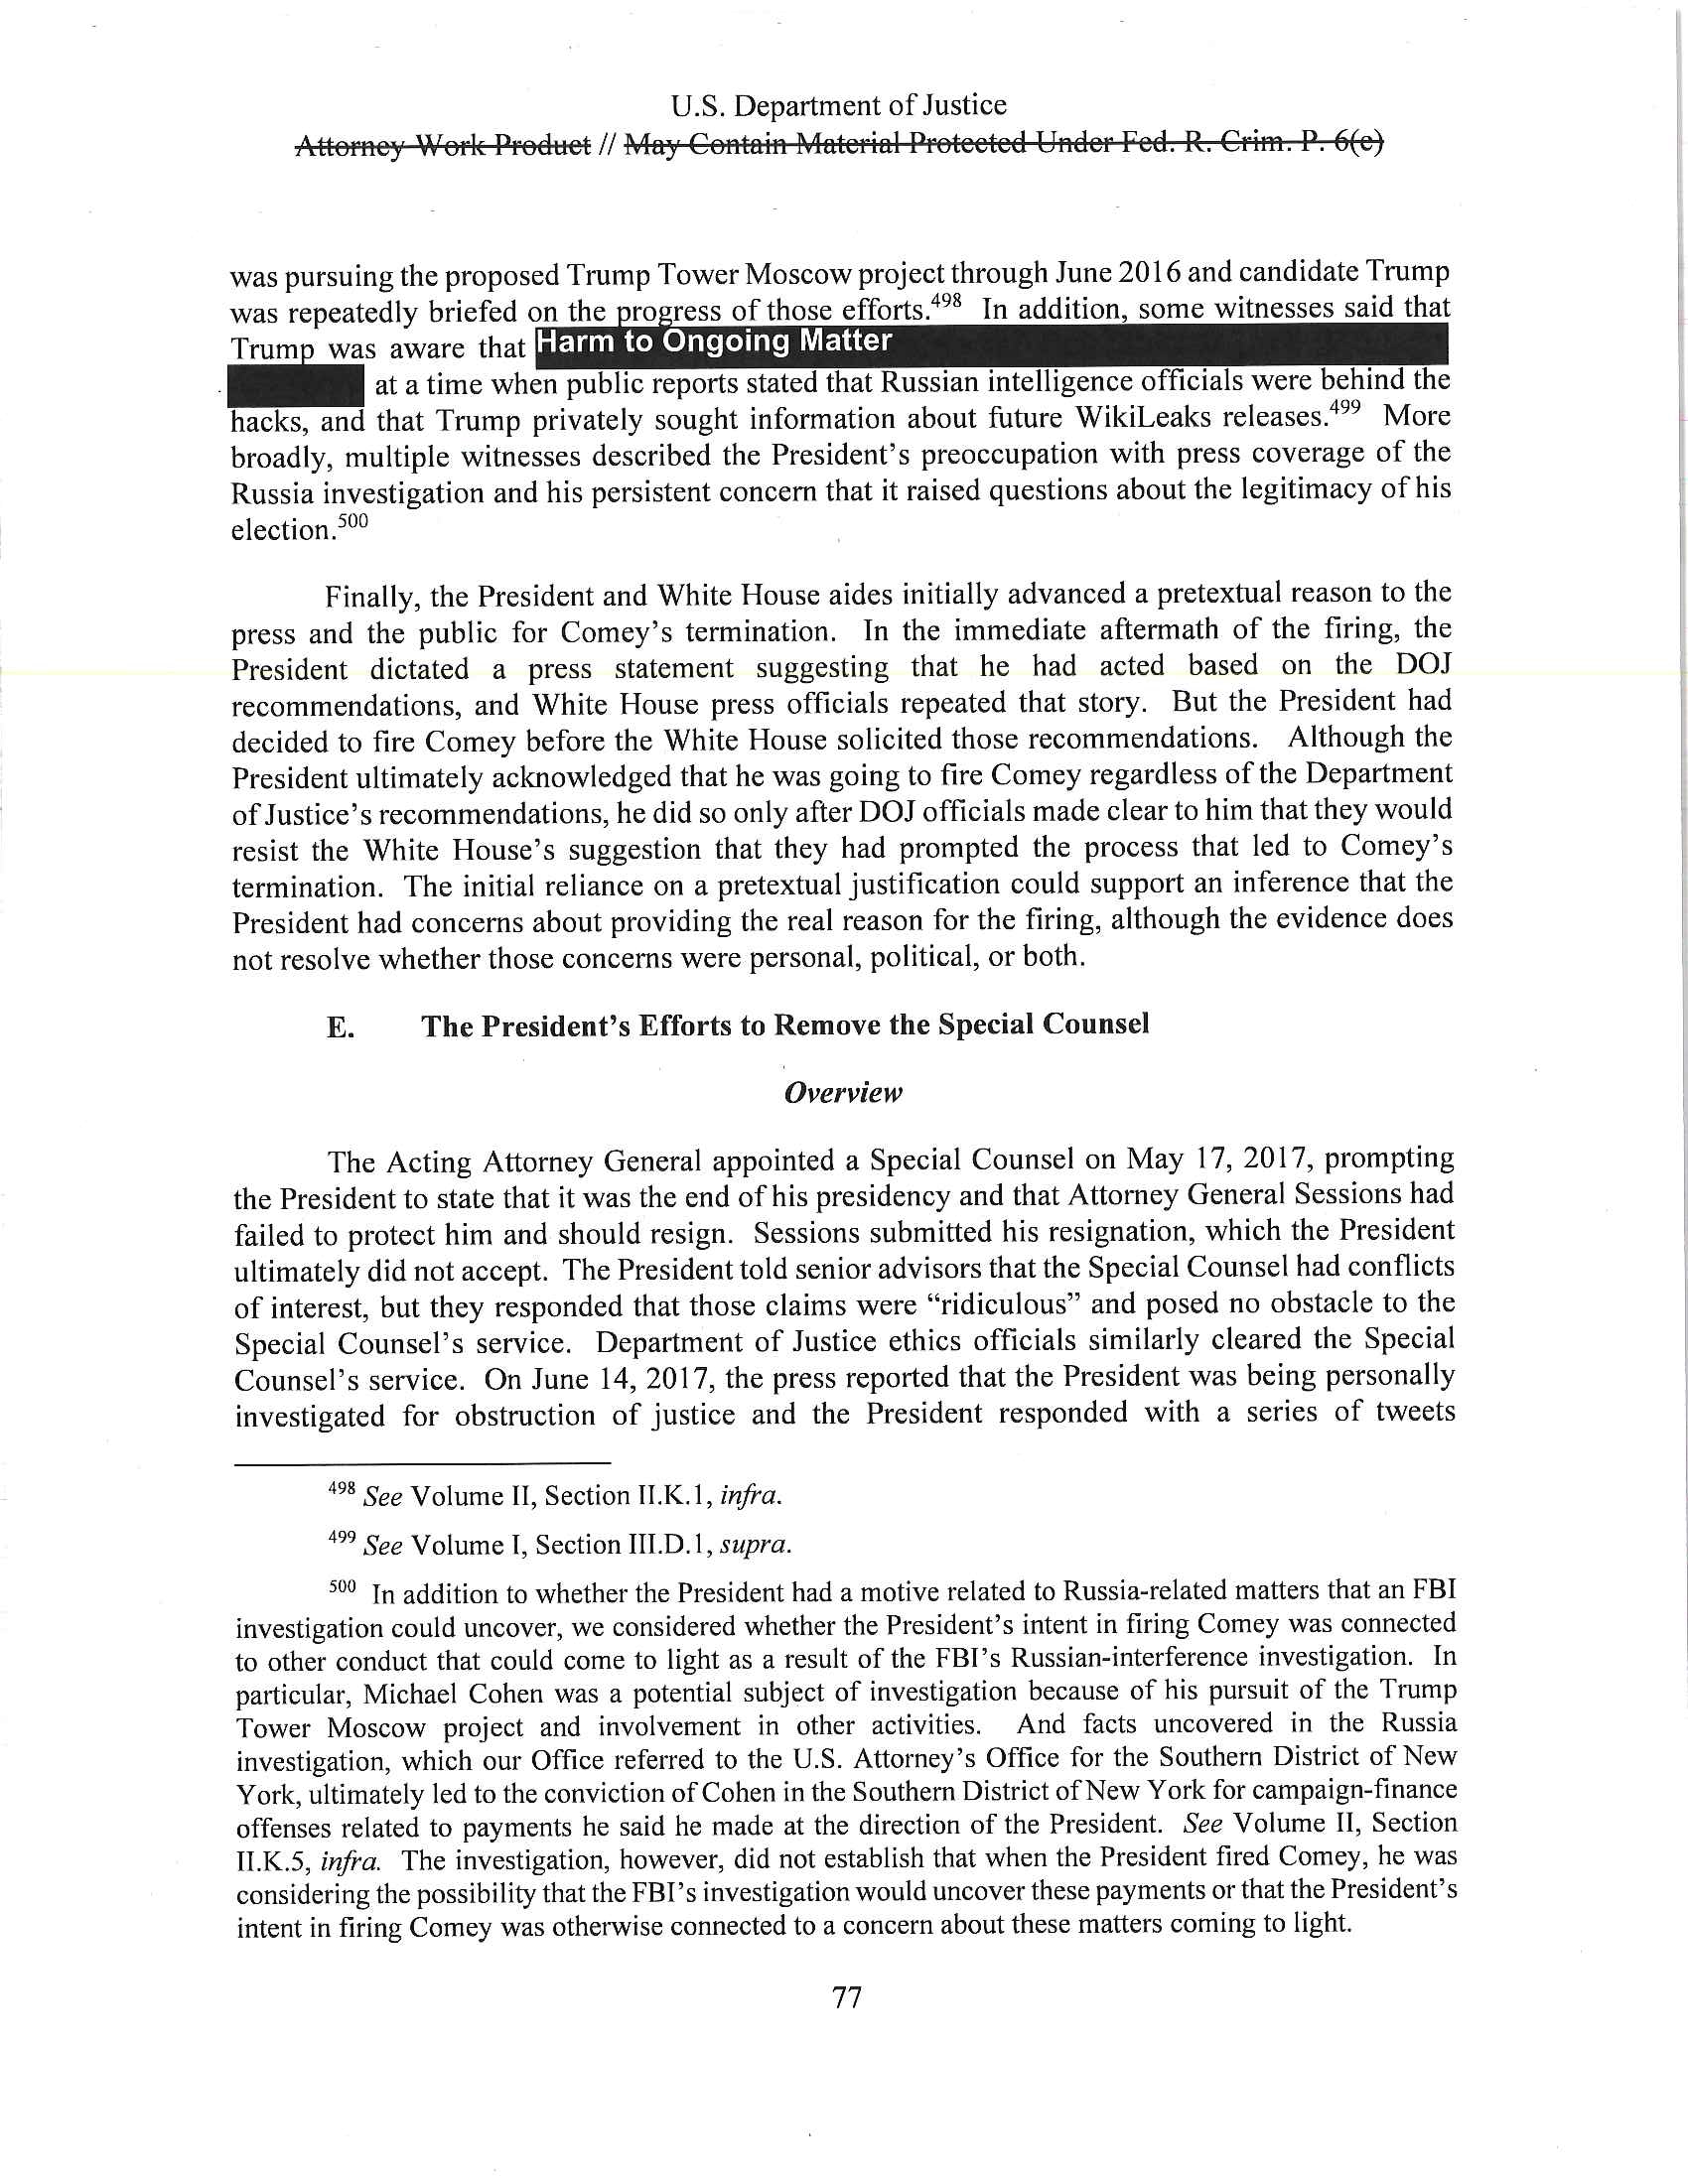 U.S. Department of Justice
Attorney Work Product // May Contain Material Protected Under Fed. R. Crim. P. 6(e)
was pursuing the proposed Trump Tower Moscow project through June 2016 and candidate Trump
was repeatedly briefed on the progress of those efforts.498 In addition, some witnesses said that
Trump was aware that Harm to Ongoing Matter
at a time when public reports stated that Russian intelligence officials were behind the
hacks, and that Trump privately sought information about future WikiLeaks releases.499 More
broadly, multiple witnesses described the President's preoccupation with press coverage of the
Russia investigation and his persistent concern that it raised questions about the legitimacy of his
election.500
Finally, the President and White House aides initially advanced a pretextual reason to the
press and the public for Comey's termination. In the immediate aftermath of the firing, the
President dictated a press statement suggesting that he had acted based on the DOJ
recommendations, and White House press officials repeated that story. But the President had
decided to fire Comey before the White House solicited those recommendations. Although the
President ultimately acknowledged that he was going to fire Comey regardless of the Department
of Justice's recommendations, he did so only after DOJ officials made clear to him that they would
resist the White House's suggestion that they had prompted the process that led to Comey's
termination. The initial reliance on a pretextual justification could support an inference that the
President had concerns about providing the real reason for the firing, although the evidence does
not resolve whether those concerns were personal, political, or both.
E. The President's Efforts to Remove the Special Counsel
Overview
The Acting Attorney General appointed a Special Counsel on May 17, 2017, prompting
the President to state that it was the end of his presidency and that Attorney General Sessions had
failed to protect him and should resign. Sessions submitted his resignation, which the President
ultimately did not accept. The President told senior advisors that the Special Counsel had conflicts
of interest, but they responded that those claims were “ridiculous” and posed no obstacle to the
Special Counsel's service. Department of Justice ethics officials similarly cleared the Special
Counsel's service. On June 14, 2017, the press reported that the President was being personally
investigated for obstruction of justice and the President responded with a series of tweets
498 See Volume II, Section II.K.1, infra.
499 See Volume I, Section III.D.1, supra.
500 In addition to whether the President had a motive related to Russia-related matters that an FBI
investigation could uncover, we considered whether the President's intent in firing Comey was connected
to other conduct that could come to light as a result of the FBI's Russian-interference investigation. In
particular, Michael Cohen was a potential subject of investigation because of his pursuit of the Trump
Tower Moscow project and involvement in other activities. And facts uncovered in the Russia
investigation, which our Office referred to the U.S. Attorney's Office for the Southern District of New
York, ultimately led to the conviction of Cohen in the Southern District of New York for campaign-finance
offenses related to payments he said he made at the direction of the President. See Volume II, Section
II.K.5, infra. The investigation, however, did not establish that when the President fired Comey, he was
considering the possibility that the FBI's investigation would uncover these payments or that the President's
intent in firing Comey was otherwise connected to a concern about these matters coming to light.
77